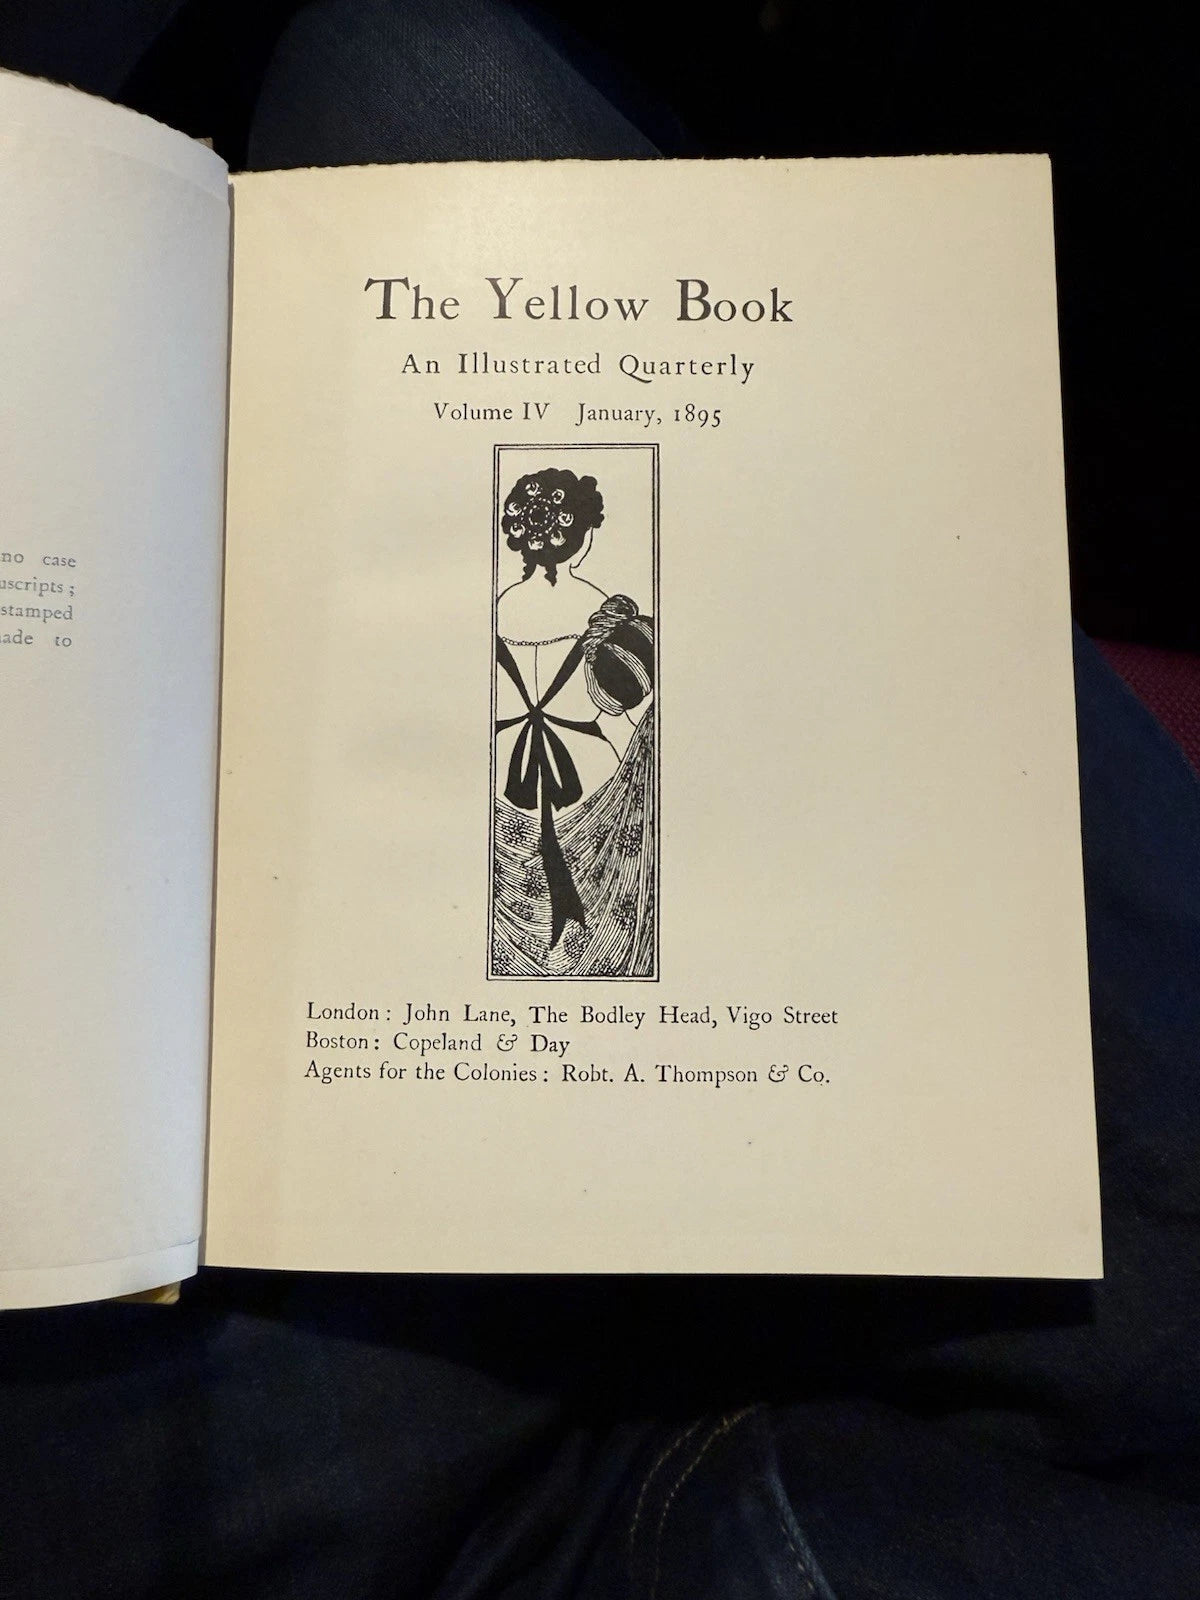 no case
uscripts ;
stamped
ade to
The Yellow Book
An Illustrated Quarterly
Volume IV January, 1895
London : John Lane, The Bodley Head, Vigo Street
Boston : Copeland & Day
Agents for the Colonies : Robt. A. Thompson & Co.